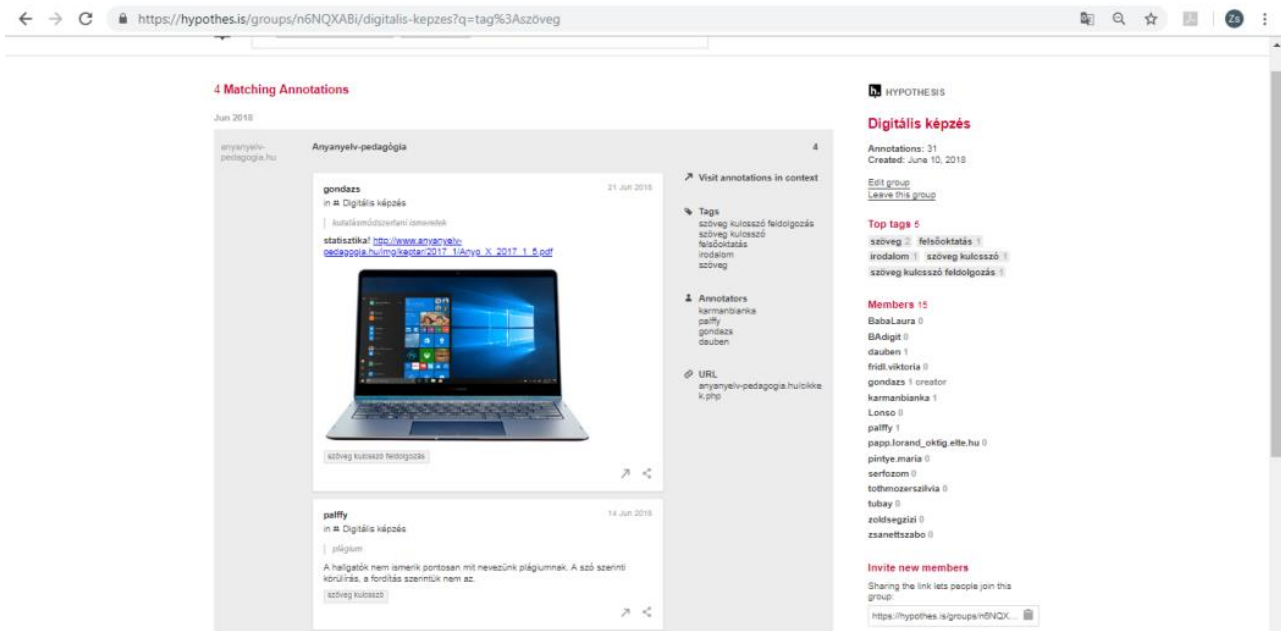 https://hypothes.is/groups/n6NQXABi/digitalis-kepzes?q=tag%3Aszöveg
Zs
4 Matching Annotations
Jun 2018
anyanyelv-
pedagogia.hu
Anyanyelv-pedagógia
4
gondazs
21 Jun 2018
in Digitális képzés
kutatásmódszertani ismeretek
statisztika! http://www.anyanyelv-
pedagogia.hu/img/keptar/2017_1/Anyp_X_2017_1_5.pdf
szöveg kulcsszó feldolgozás
palffy
14 Jun 2018
in Digitális képzés
plágium
A hallgatók nem ismerik pontosan mit nevezünk plágiumnak. A szó szerinti
körülírás, a fordítás szerintük nem az.
szöveg kulcsszó
Visit annotations in context
Tags
szöveg kulcsszó feldolgozás
szöveg kulcsszó
felsőoktatás
irodalom
szöveg
Annotators
karmanbianka
palffy
gondazs
dauben
URL
anyanyelv-pedagogia.hu/cikke
k.php
h. HYPOTHESIS
Digitális képzés
Annotations: 31
Created: June 10, 2018
Edit group
Leave this group
Top tags 5
szöveg 2 felsőoktatás 1
irodalom 1 szöveg kulcsszó 1
szöveg kulcsszó feldolgozás 1
Members 15
BabaLaura 0
BAdigit 0
dauben 1
fridl.viktoria 0
gondazs 1 creator
karmanbianka 1
Lonso 0
palffy 1
papp.lorand_oktig.elte.hu 0
pintye.maria 0
serfozom 0
tothmozerszilvia 0
tubay 0
zoldsegzizi 0
zsanettszabo 0
Invite new members
Sharing the link lets people join this
group:
https://hypothes.is/groups/n6NQX...